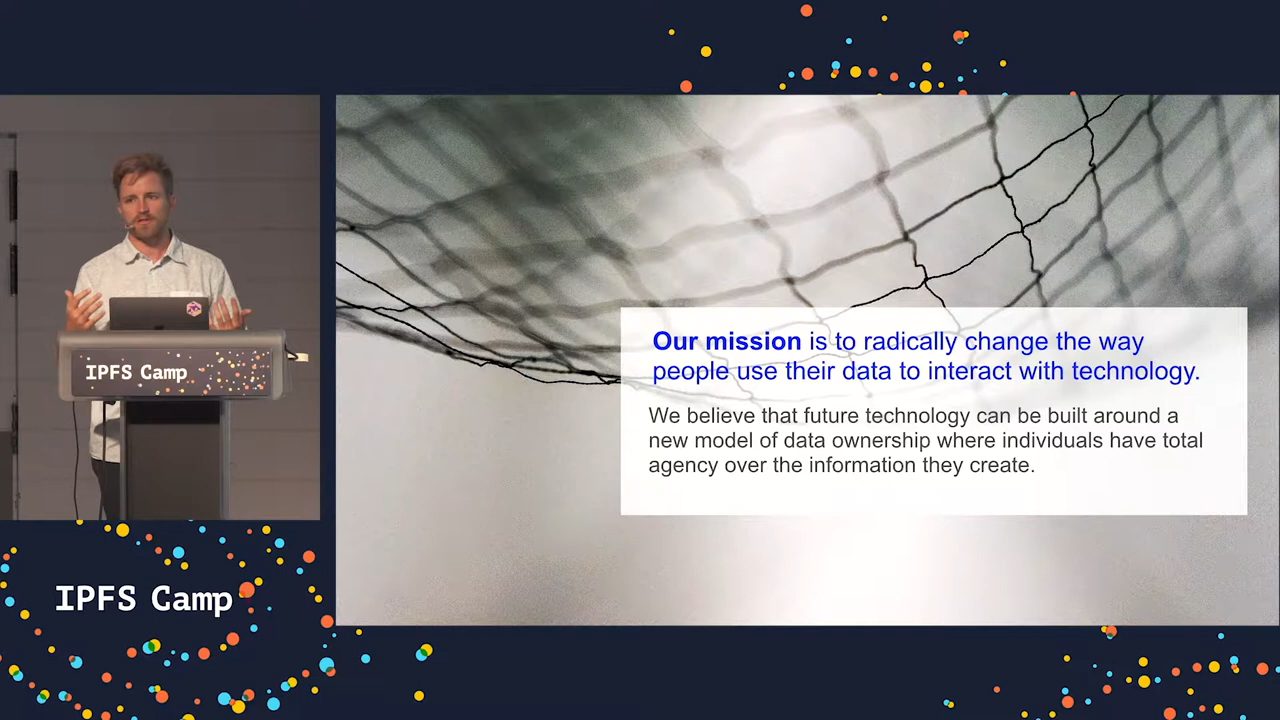 IPFS Camp
Our mission is to radically change the way
people use their data to interact with technology.
We believe that future technology can be built around a
new model of data ownership where individuals have total
agency over the information they create.
IPFS Camp